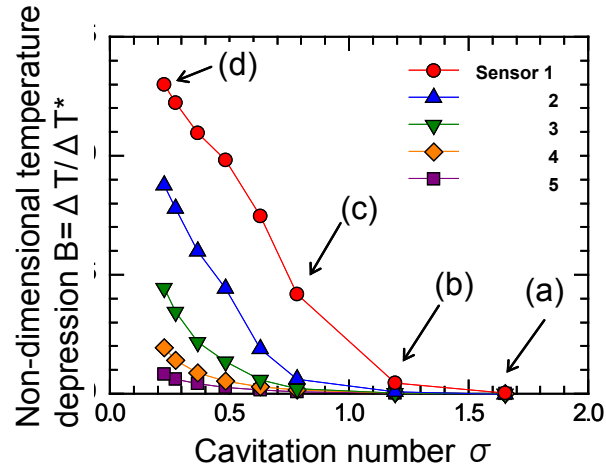 Non-dimensional temperature
depression B=ΔT/ΔT*
(d)
Sensor 1
2
3
4
5
(c)
(b)
(a)
0.0 0.5 1.0 1.5 2.0
Cavitation number σ